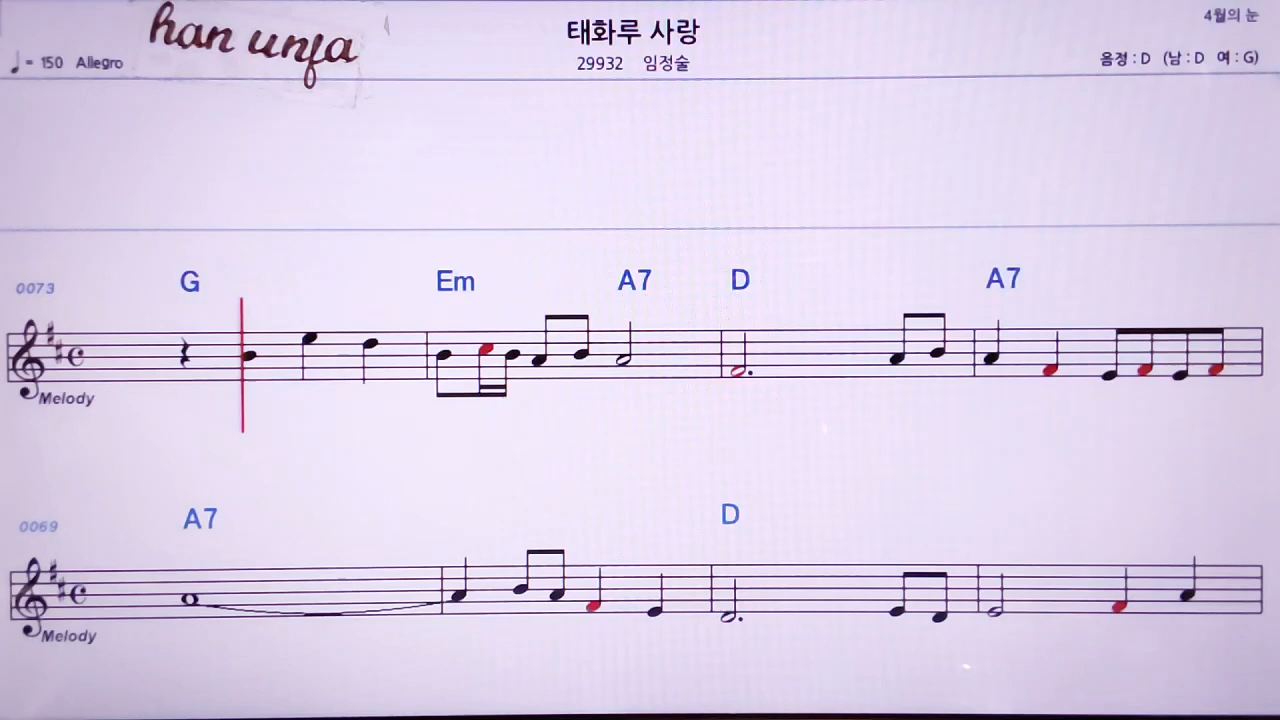 han unja
4월의 눈
태화루 사랑
♩= 150 Allegro
29932 임정술
음정 : D (남 : D 여 : G)
0073 G Em A7 D A7
Melody
0069 A7 D
Melody